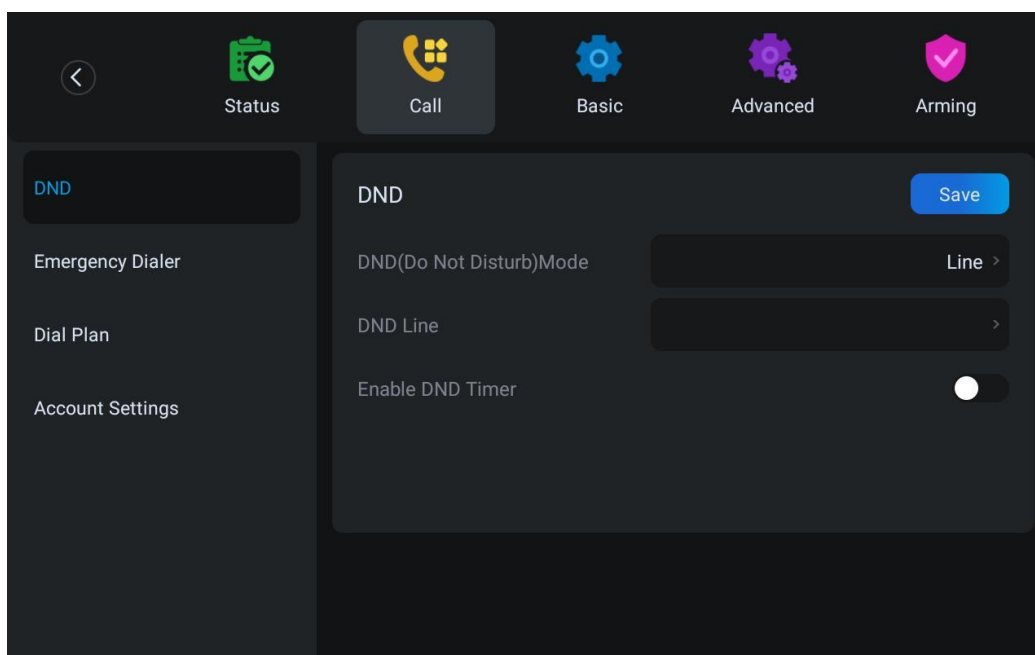 Status
Call
Basic
Advanced
Arming
DND
Emergency Dialer
Dial Plan
Account Settings
DND
Save
DND(Do Not Disturb)Mode
Line
DND Line
Enable DND Timer